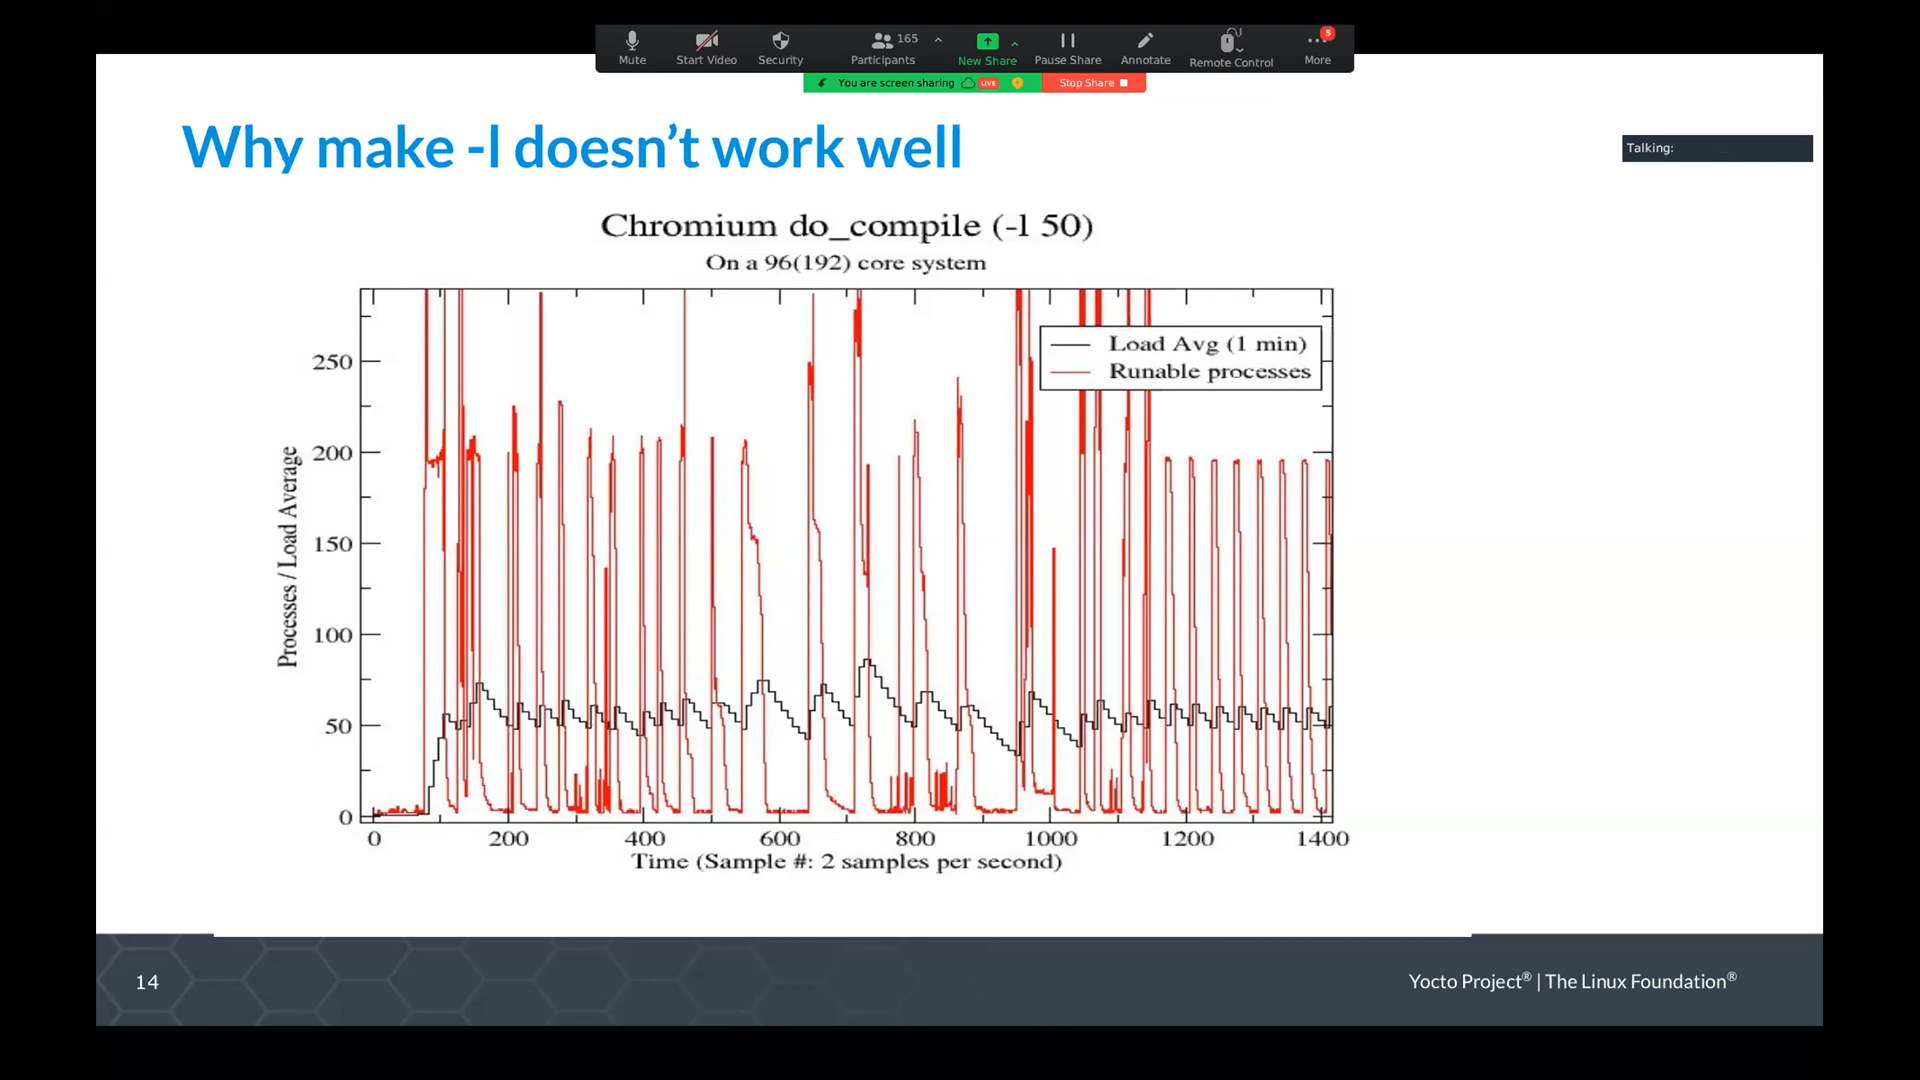 Mute
Start Video
Security
165
Participants
New Share
Pause Share
Annotate
Remote Control
5
More
You are screen sharing
LIVE
Stop Share
Why make -l doesn’t work well
Talking:
Chromium do_compile (-l 50)
On a 96(192) core system
Load Avg (1 min)
Runable processes
Processes / Load Average
250
200
150
100
50
0
0 200 400 600 800 1000 1200 1400
Time (Sample #: 2 samples per second)
14
Yocto Project® | The Linux Foundation®